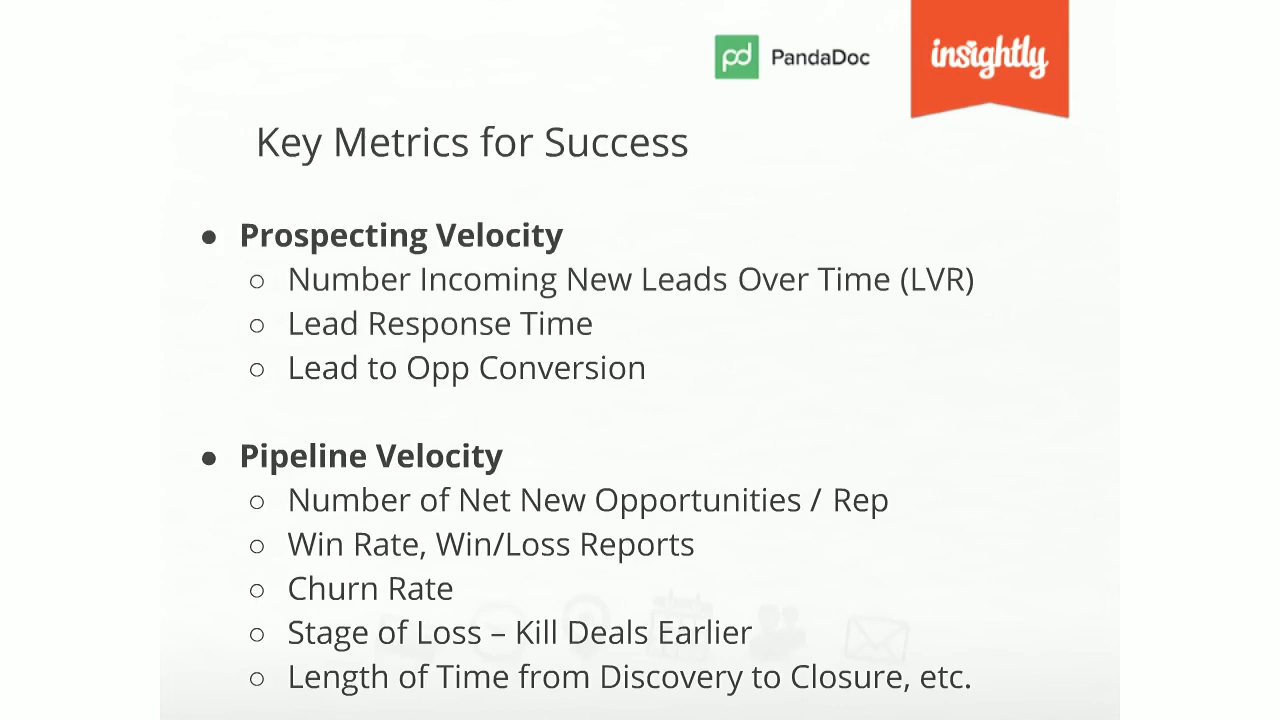 pd PandaDoc
insightly
Key Metrics for Success
● Prospecting Velocity
○ Number Incoming New Leads Over Time (LVR)
○ Lead Response Time
○ Lead to Opp Conversion
● Pipeline Velocity
○ Number of Net New Opportunities / Rep
○ Win Rate, Win/Loss Reports
○ Churn Rate
○ Stage of Loss – Kill Deals Earlier
○ Length of Time from Discovery to Closure, etc.